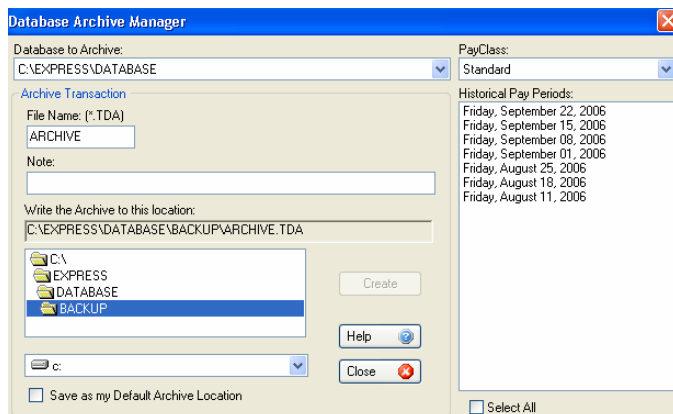 Database Archive Manager
Database to Archive:
C:\EXPRESS\DATABASE
PayClass:
Standard
Archive Transaction
File Name: (*.TDA)
ARCHIVE
Note:
Write the Archive to this location:
C:\EXPRESS\DATABASE\BACKUP\ARCHIVE.TDA
C:\
EXPRESS
DATABASE
BACKUP
Create
Help
Close
c:
Save as my Default Archive Location
Historical Pay Periods:
Friday, September 22, 2006
Friday, September 15, 2006
Friday, September 08, 2006
Friday, September 01, 2006
Friday, August 25, 2006
Friday, August 18, 2006
Friday, August 11, 2006
Select All